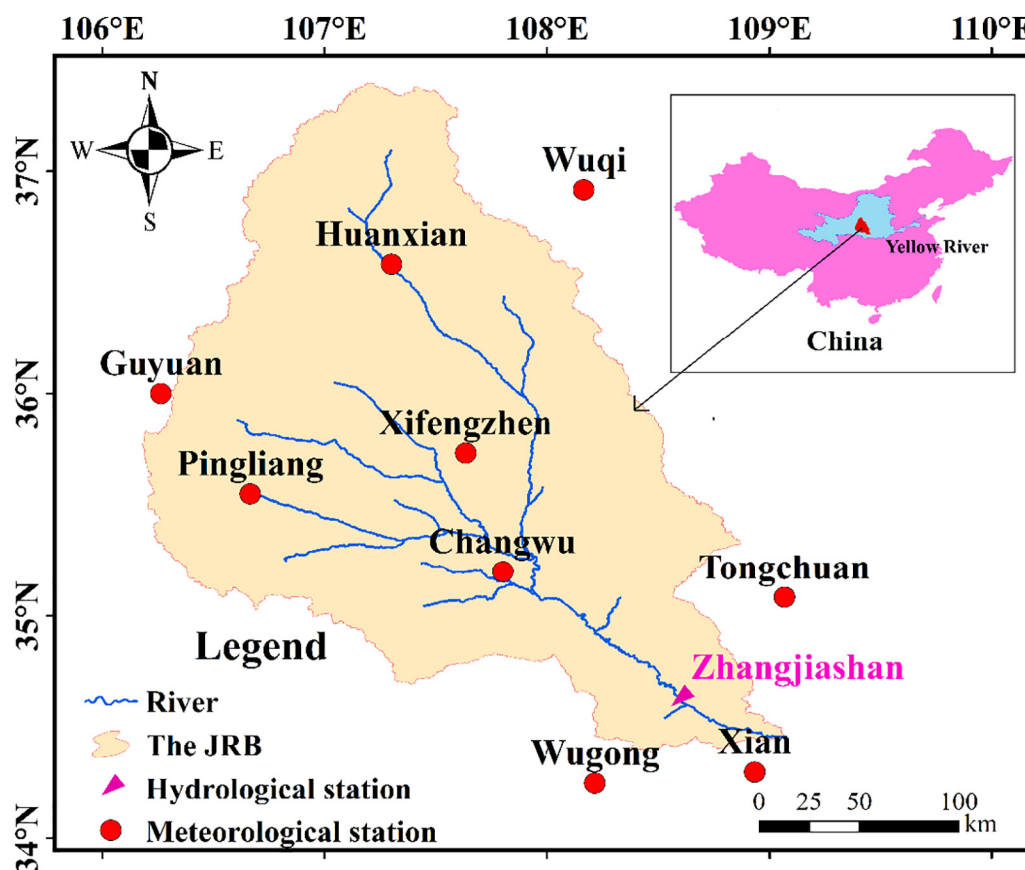 106°E 107°E 108°E 109°E 110°E
37°N
36°N
35°N
34°N
N
W E
S
Wuqi
Huanxian
Yellow River
China
Guyuan
Xifengzhen
Pingliang
Changwu
Tongchuan
Legend
Zhangjiashan
River
The JRB
Wugong
Xian
Hydrological station
Meteorological station
0 25 50 100
km